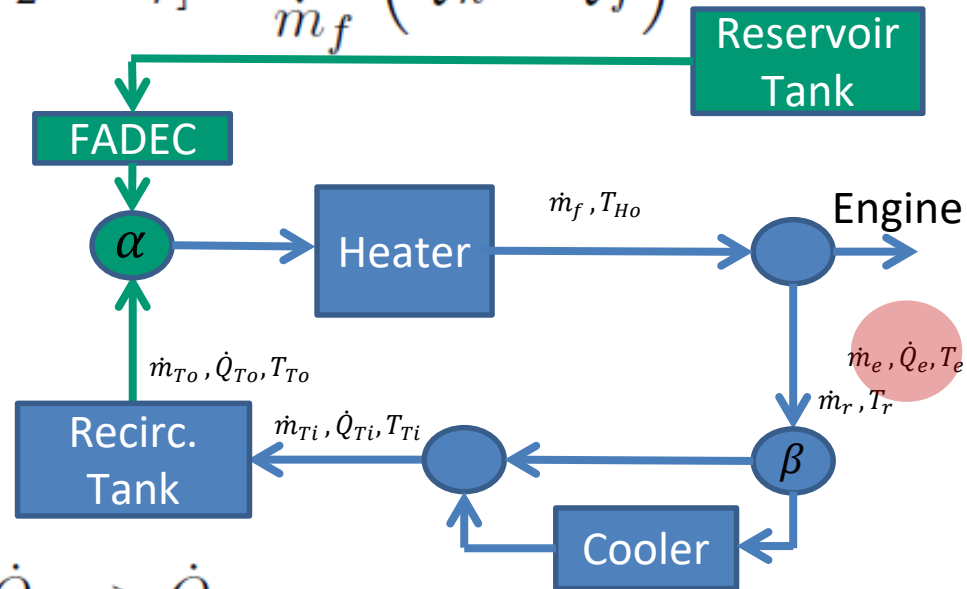 ṁ_f
Reservoir
Tank
FADEC
α
Heater
ṁ_f , T_Ho
Engine
ṁ_e , Q̇_e, T_e
ṁ_r , T_r
ṁ_To , Q̇_To, T_To
Recirc.
Tank
ṁ_Ti , Q̇_Ti, T_Ti
β
Cooler